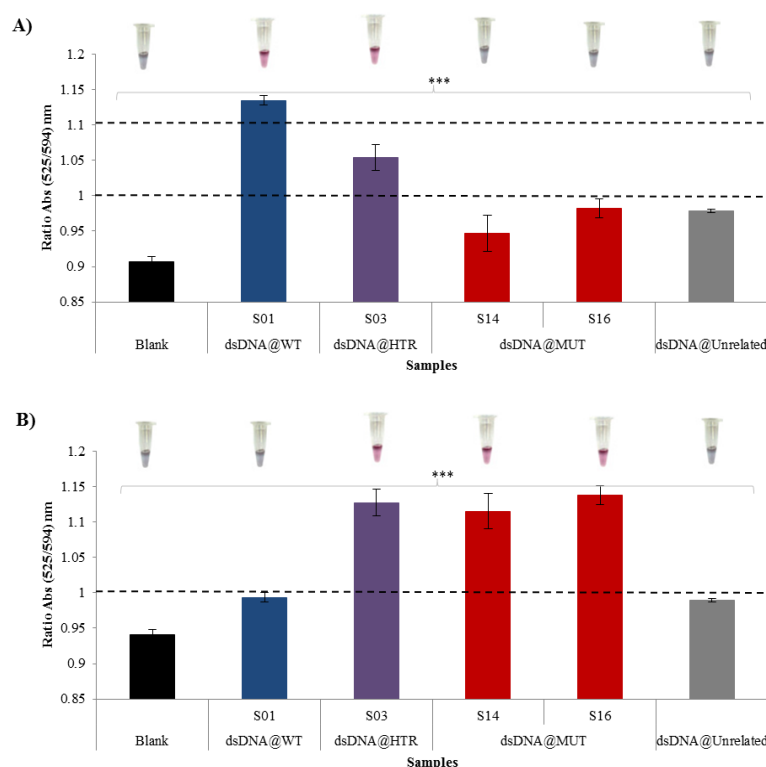 A)
1.2
1.15
1.1
1.05
1
0.95
0.9
0.85
Ratio Abs (525/594) nm
***
S01 S03 S14 S16
Blank dsDNA@WT dsDNA@HTR dsDNA@MUT dsDNA@Unrelated
Samples
B)
1.2
1.15
1.1
1.05
1
0.95
0.9
0.85
Ratio Abs (525/594) nm
***
S01 S03 S14 S16
Blank dsDNA@WT dsDNA@HTR dsDNA@MUT dsDNA@Unrelated
Samples